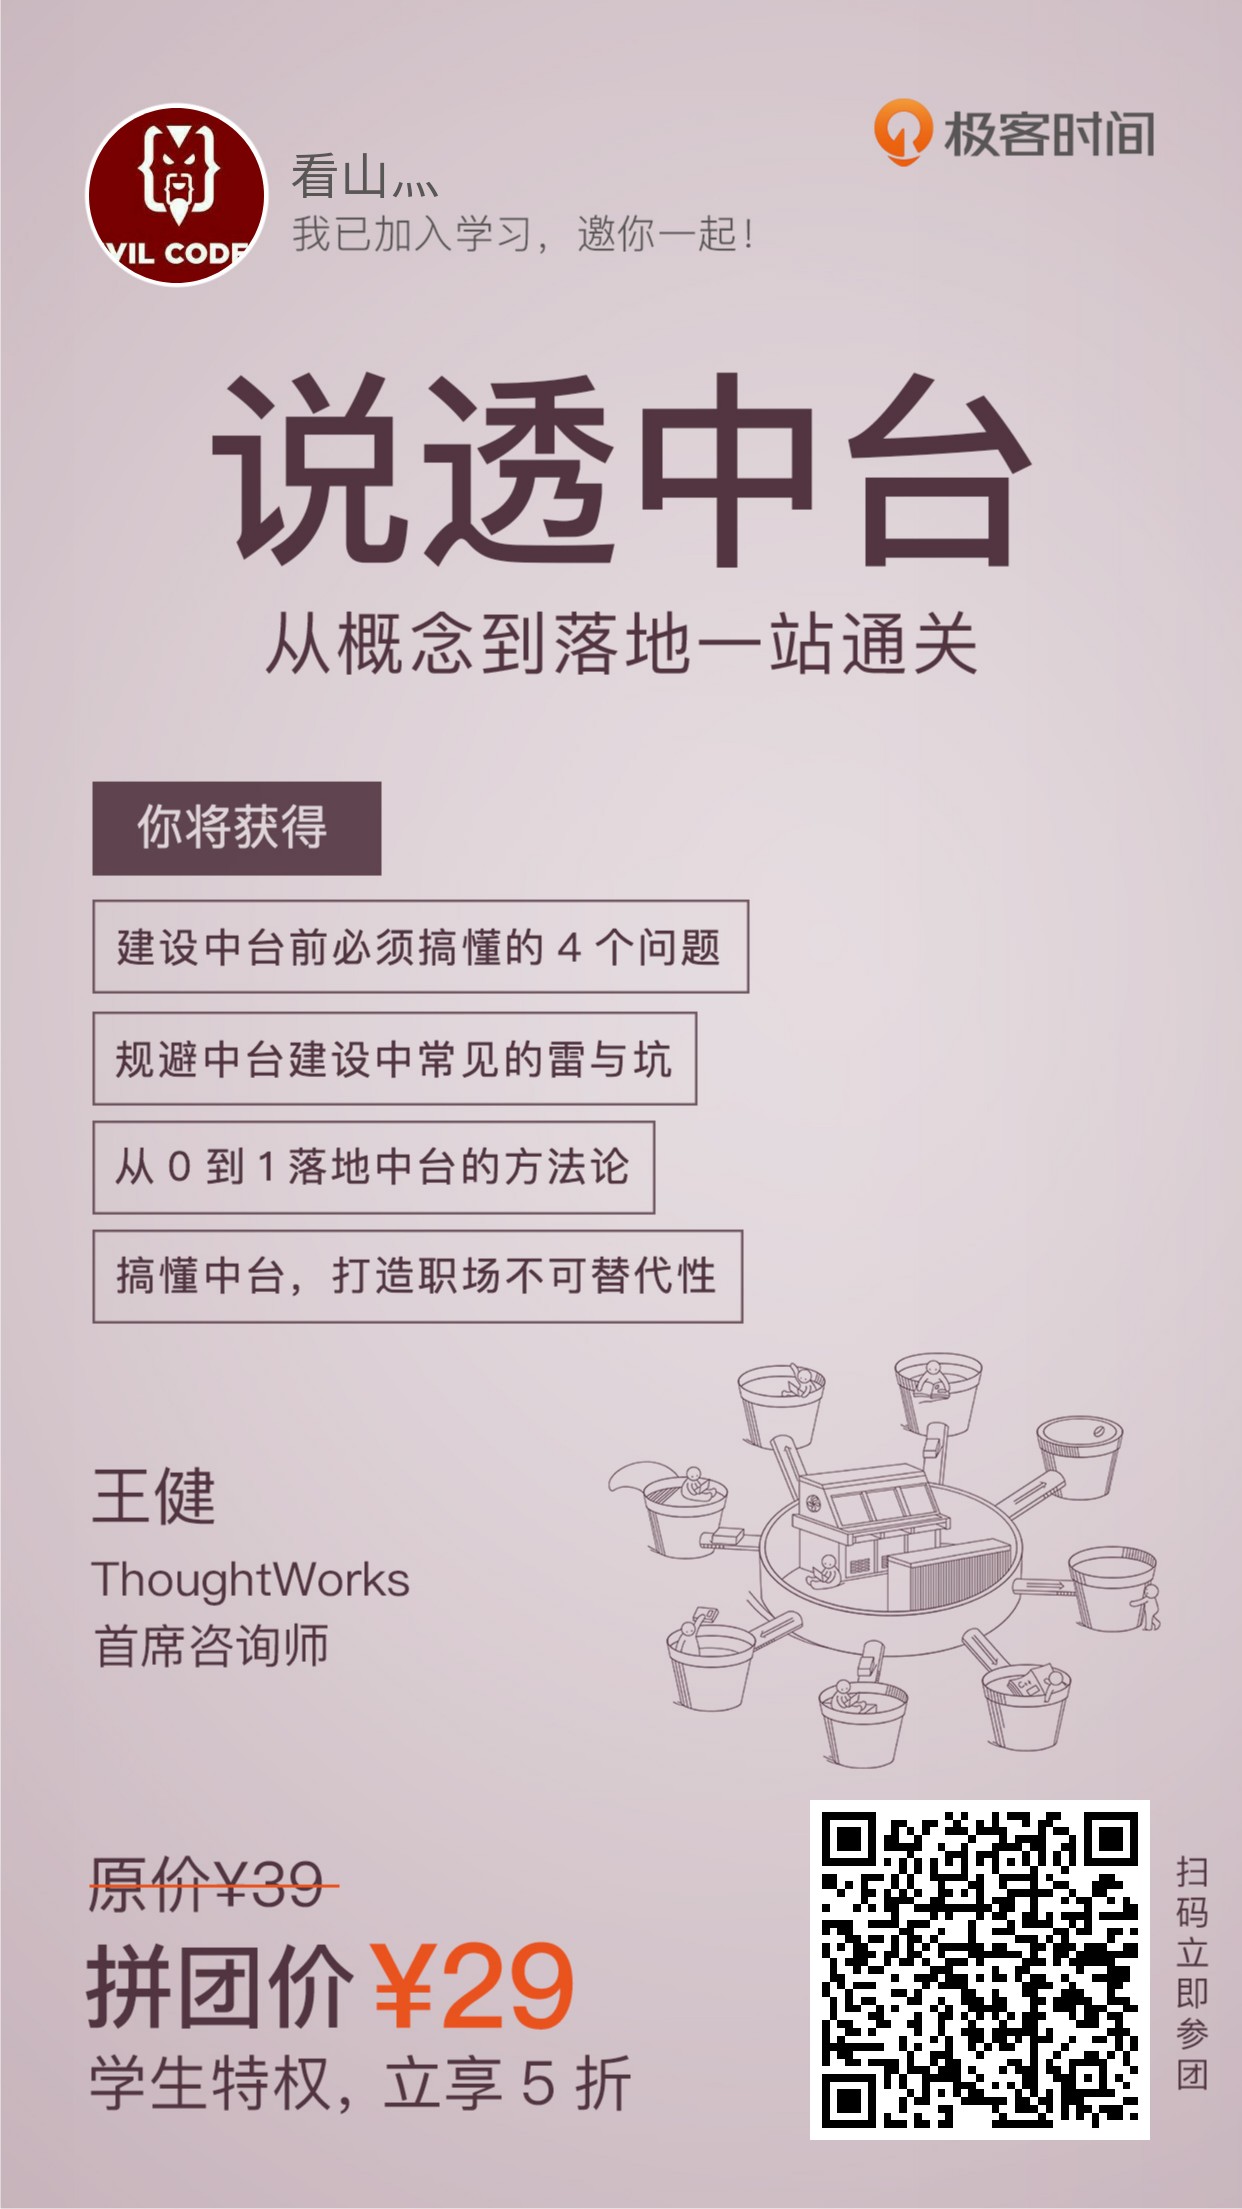 极客时间
VIL CODE
看山灬
我已加入学习，邀你一起！
说透中台
从概念到落地一站通关
你将获得
建设中台前必须搞懂的 4 个问题
规避中台建设中常见的雷与坑
从 0 到 1 落地中台的方法论
搞懂中台，打造职场不可替代性
王健
ThoughtWorks
首席咨询师
原价¥39
拼团价¥29
学生特权，立享 5 折
扫码立即参团